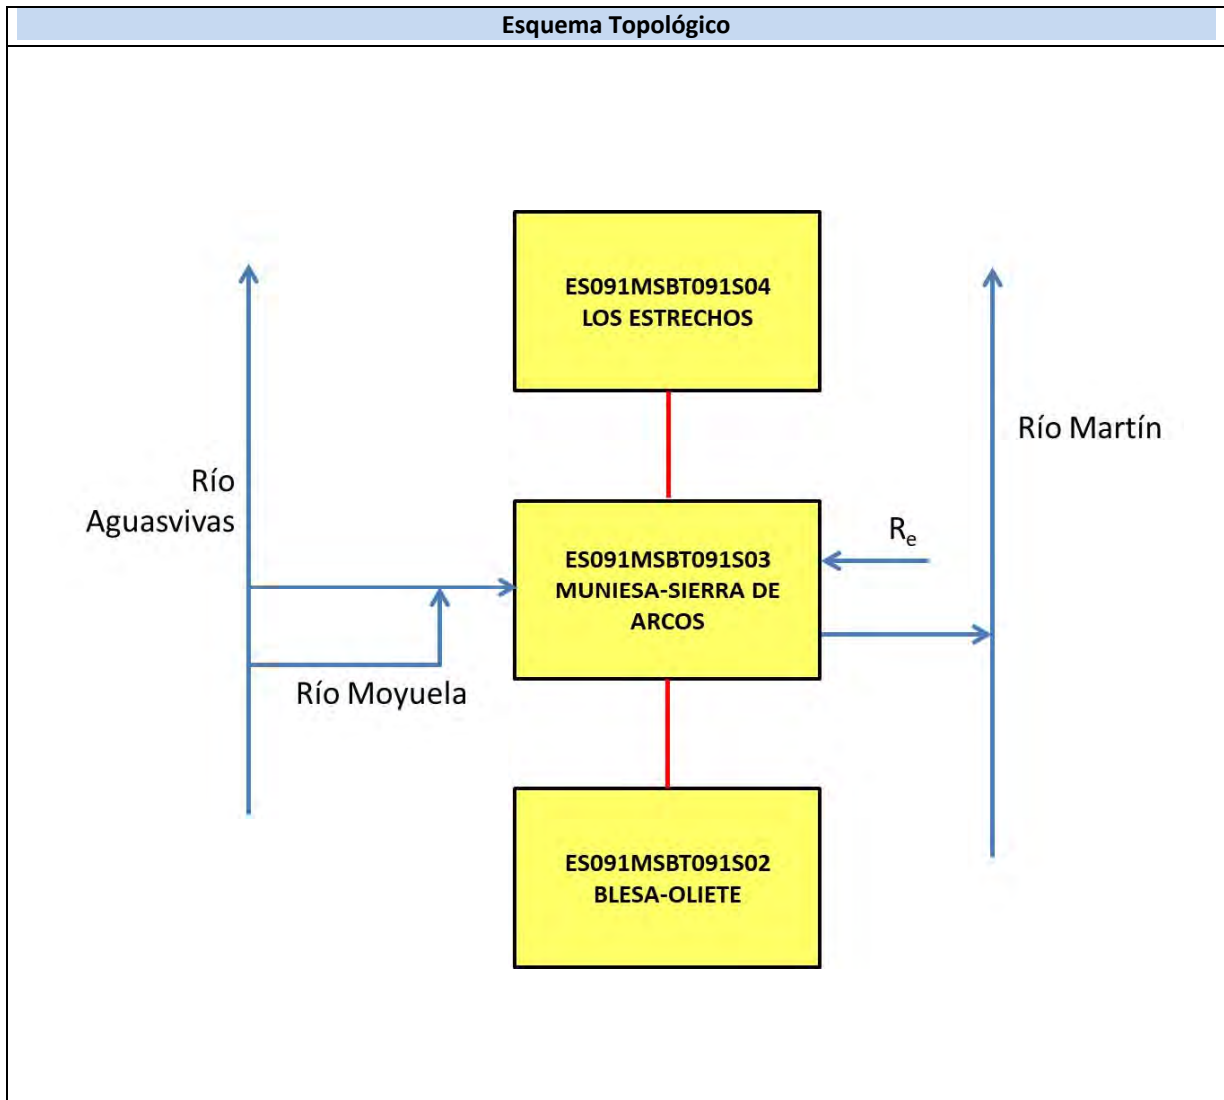 Esquema Topológico
ES091MSBT091S04
LOS ESTRECHOS
Río Martín
Río
Aguasvivas
ES091MSBT091S03
MUNIESA-SIERRA DE
ARCOS
Re
Río Moyuela
ES091MSBT091S02
BLESA-OLIETE